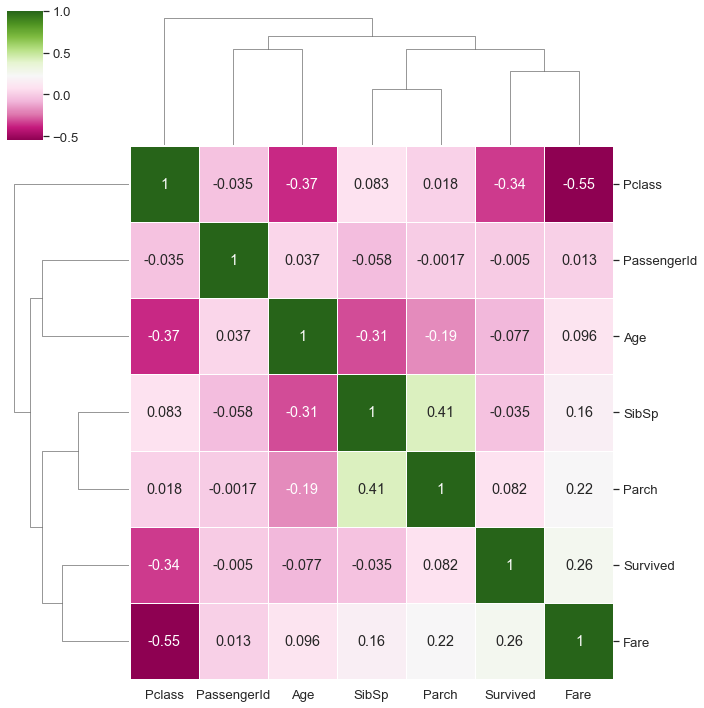 1.0
0.5
0.0
−0.5
1 -0.035 -0.37 0.083 0.018 -0.34 -0.55 Pclass
-0.035 1 0.037 -0.058 -0.0017 -0.005 0.013 PassengerId
-0.37 0.037 1 -0.31 -0.19 -0.077 0.096 Age
0.083 -0.058 -0.31 1 0.41 -0.035 0.16 SibSp
0.018 -0.0017 -0.19 0.41 1 0.082 0.22 Parch
-0.34 -0.005 -0.077 -0.035 0.082 1 0.26 Survived
-0.55 0.013 0.096 0.16 0.22 0.26 1 Fare
Pclass PassengerId Age SibSp Parch Survived Fare